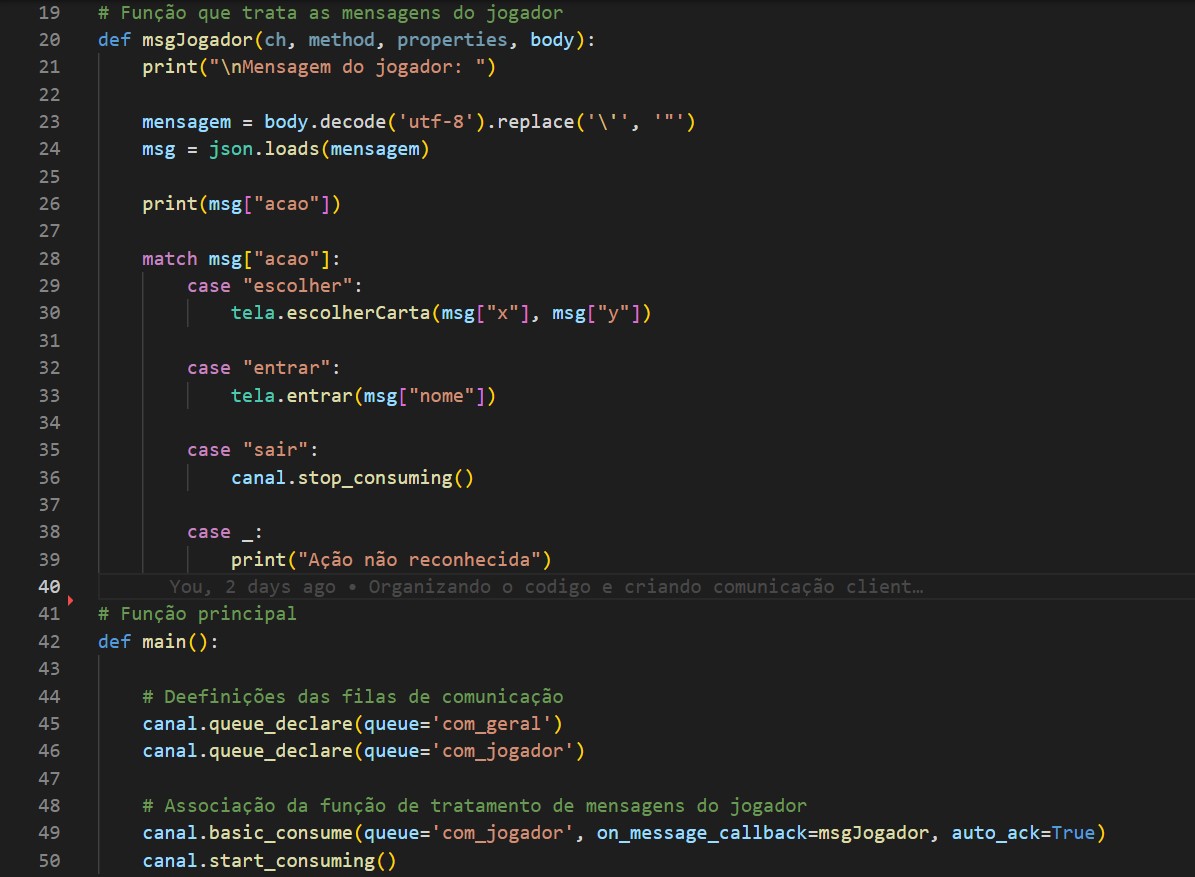 19 # Função que trata as mensagens do jogador
20 def msgJogador(ch, method, properties, body):
21     print("\nMensagem do jogador: ")
22
23     mensagem = body.decode('utf-8').replace('\'', '"')
24     msg = json.loads(mensagem)
25
26     print(msg["acao"])
27
28     match msg["acao"]:
29         case "escolher":
30             tela.escolherCarta(msg["x"], msg["y"])
31
32         case "entrar":
33             tela.entrar(msg["nome"])
34
35         case "sair":
36             canal.stop_consuming()
37
38         case _:
39             print("Ação não reconhecida")
40     You, 2 days ago • Organizando o codigo e criando comunicação client…
41 # Função principal
42 def main():
43
44     # Deefinições das filas de comunicação
45     canal.queue_declare(queue='com_geral')
46     canal.queue_declare(queue='com_jogador')
47
48     # Associação da função de tratamento de mensagens do jogador
49     canal.basic_consume(queue='com_jogador', on_message_callback=msgJogador, auto_ack=True)
50     canal.start_consuming()